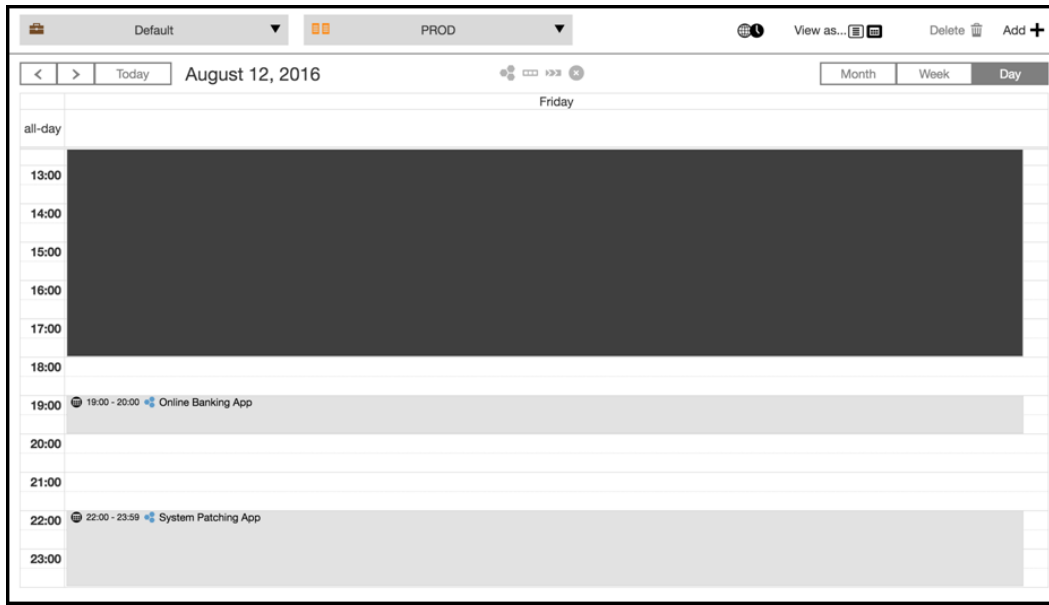 Default PROD View as... Delete Add
Today August 12, 2016 Month Week Day
Friday
all-day
13:00
14:00
15:00
16:00
17:00
18:00
19:00 19:00 - 20:00 Online Banking App
20:00
21:00
22:00 22:00 - 23:59 System Patching App
23:00